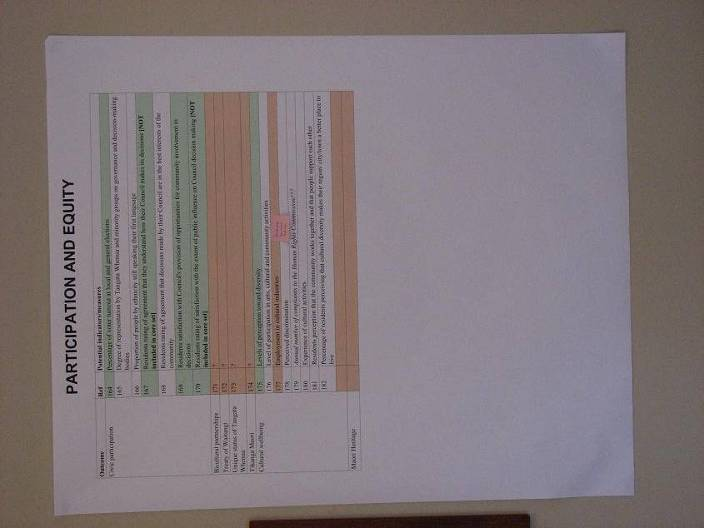 PARTICIPATION AND EQUITY
Outcome Ref Potential indicators/measures
Civic participation 164 Percentage of voter turnout at local and general elections
165 Degree of representation by Tangata Whenua and minority groups on governance and decision-making
bodies
166 Proportion of people by ethnicity still speaking their first language
167 Residents rating of agreement that they understand how their Council makes its decisions [NOT
included in core set]
168 Residents rating of agreement that decisions made by their Council are in the best interests of the
community
169 Residents satisfaction with Council's provision of opportunities for community involvement in
decisions
170 Residents rating of satisfaction with the extent of public influence on Council decision making [NOT
included in core set]
Bicultural partnerships 171 ?
Treaty of Waitangi 172 ?
Unique status of Tangata 173 ?
Whenua
Tikanga Maori 174 ?
Cultural wellbeing 175 Levels of perception toward diversity
176 Level of participation in arts, cultural and community activities
177 Employment in cultural industries
178 Perceived discrimination
179 Annual number of complaints to the Human Rights Commission???
180 Experience of cultural activities
181 Residents perception that the community works together and that people support each other
182 Percentage of residents perceiving that cultural diversity makes their region/ city/town a better place to
live
Maori Heritage